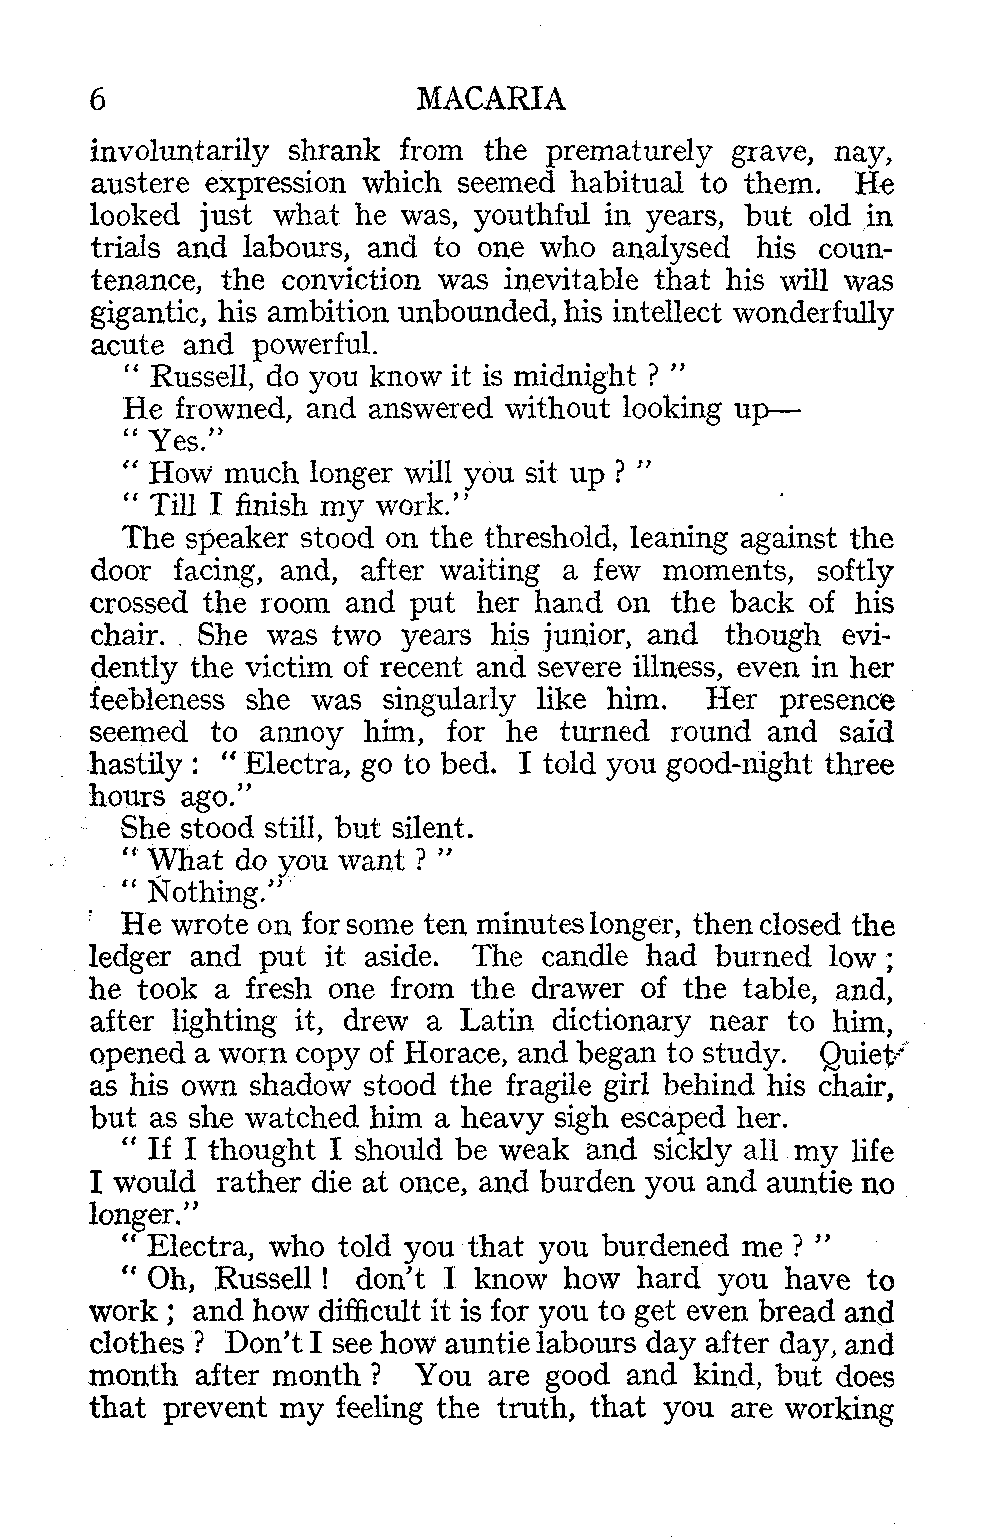 6 MACARIA
involuntarily shrank from the prematurely grave, nay,
austere expression which seemed habitual to them. He
looked just what he was, youthful in years, but old in
trials and labours, and to one who analysed his coun-
tenance, the conviction was inevitable that his will was
gigantic, his ambition unbounded, his intellect wonderfully
acute and powerful.
" Russell, do you know it is midnight ? "
He frowned, and answered without looking up—
" Yes."
" How much longer will you sit up ? "
" Till I finish my work."
The speaker stood on the threshold, leaning against the
door facing, and, after waiting a few moments, softly
crossed the room and put her hand on the back of his
chair. She was two years his junior, and though evi-
dently the victim of recent and severe illness, even in her
feebleness she was singularly like him. Her presence
seemed to annoy him, for he turned round and said
hastily : " Electra, go to bed. I told you good-night three
hours ago."
She stood still, but silent.
" What do you want ? "
" Nothing."
He wrote on for some ten minutes longer, then closed the
ledger and put it aside. The candle had burned low ;
he took a fresh one from the drawer of the table, and,
after lighting it, drew a Latin dictionary near to him,
opened a worn copy of Horace, and began to study. Quiet
as his own shadow stood the fragile girl behind his chair,
but as she watched him a heavy sigh escaped her.
" If I thought I should be weak and sickly all my life
I would rather die at once, and burden you and auntie no
longer."
" Electra, who told you that you burdened me ? "
" Oh, Russell ! don't I know how hard you have to
work ; and how difficult it is for you to get even bread and
clothes ? Don't I see how auntie labours day after day, and
month after month ? You are good and kind, but does
that prevent my feeling the truth, that you are working